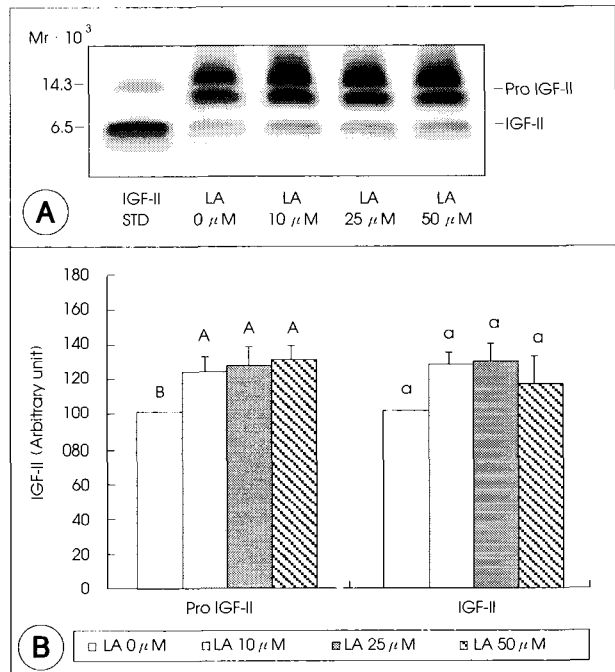 Mr · 10³
14.3
Pro IGF-II
6.5
IGF-II
IGF-II STD
LA 0 μM
LA 10 μM
LA 25 μM
LA 50 μM
A
180
160
140
120
100
080
60
40
20
0
IGF-II (Arbitrary unit)
B A A A
a a a a
Pro IGF-II IGF-II
B
LA 0 μM LA 10 μM LA 25 μM LA 50 μM